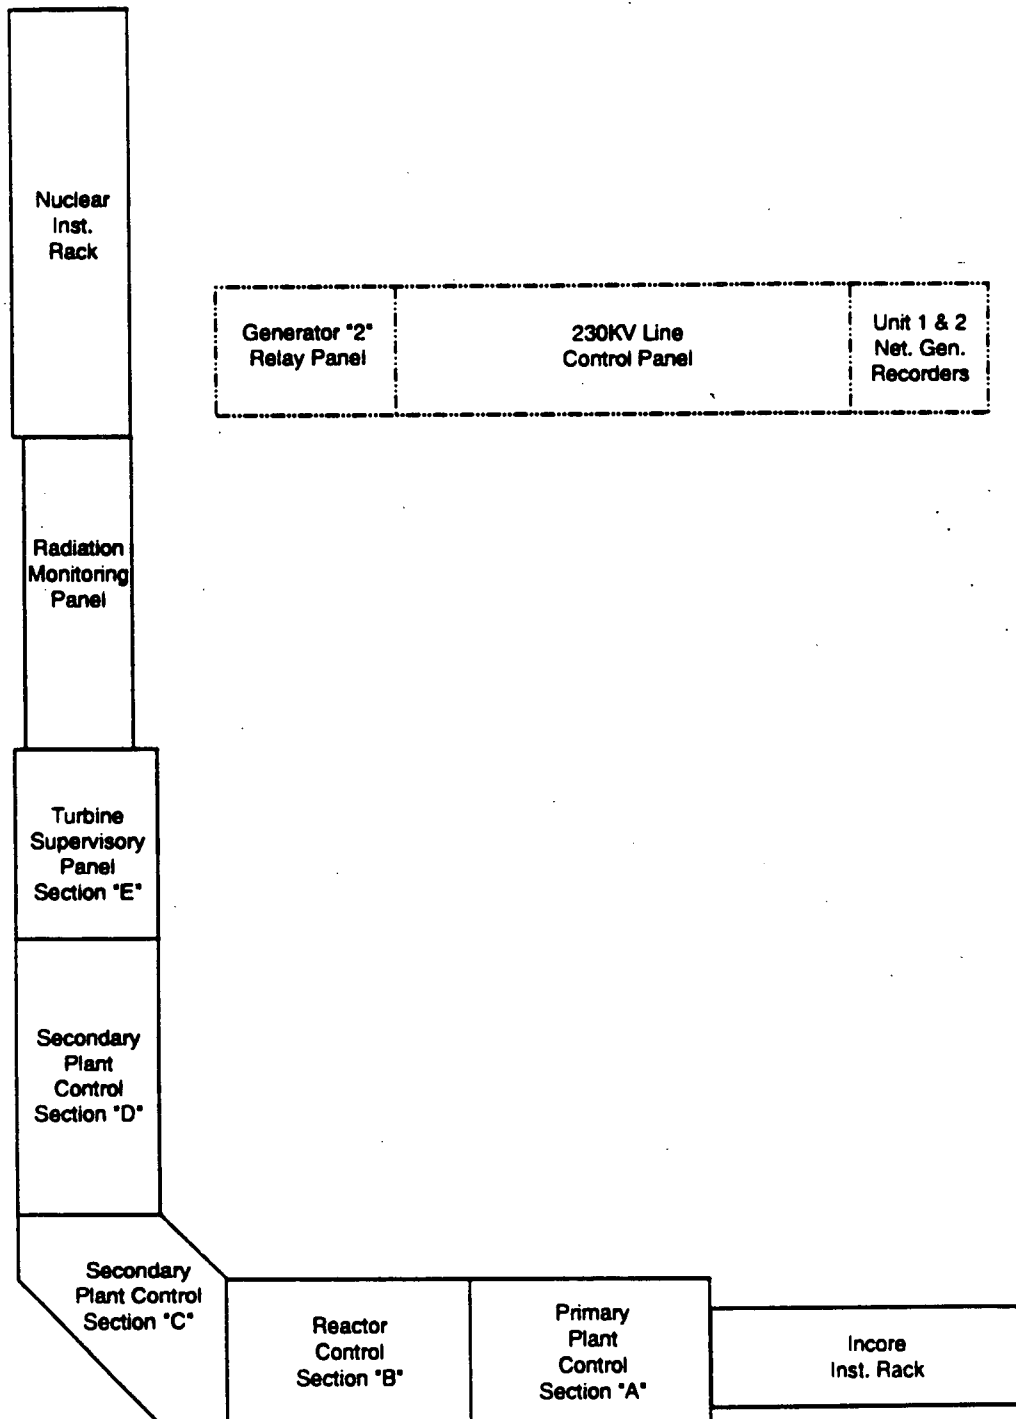 Nuclear
Inst.
Rack
Generator "2"
Relay Panel
230KV Line
Control Panel
Unit 1 & 2
Net. Gen.
Recorders
Radiation
Monitoring
Panel
Turbine
Supervisory
Panel
Section "E"
Secondary
Plant
Control
Section "D"
Secondary
Plant Control
Section "C"
Reactor
Control
Section "B"
Primary
Plant
Control
Section "A"
Incore
Inst. Rack